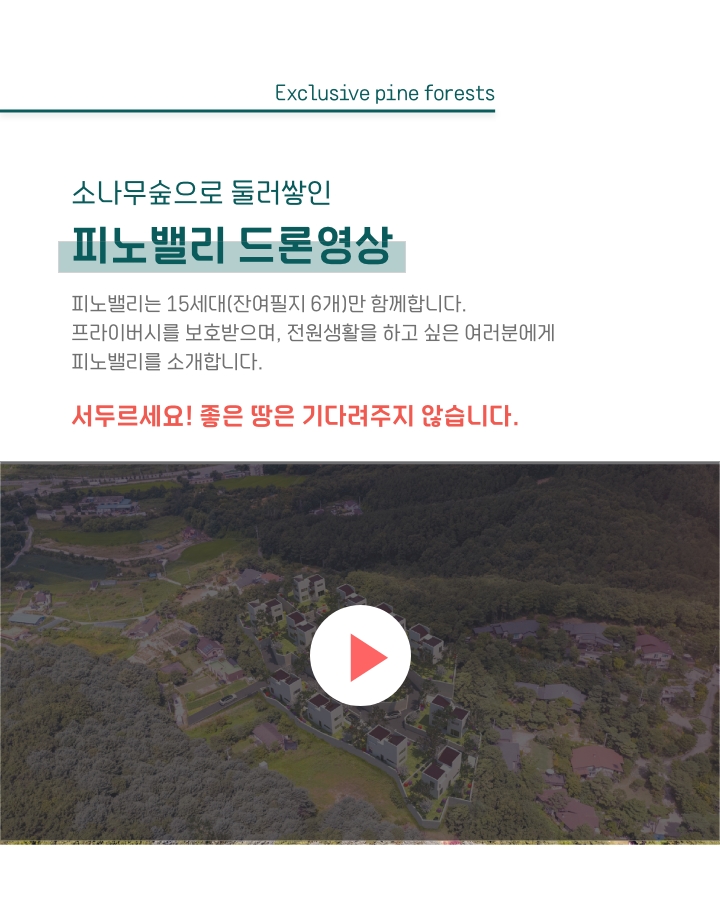 Exclusive pine forests
소나무숲으로 둘러쌓인
피노밸리 드론영상
피노밸리는 15세대(잔여필지 6개)만 함께합니다.
프라이버시를 보호받으며, 전원생활을 하고 싶은 여러분에게
피노밸리를 소개합니다.
서두르세요! 좋은 땅은 기다려주지 않습니다.